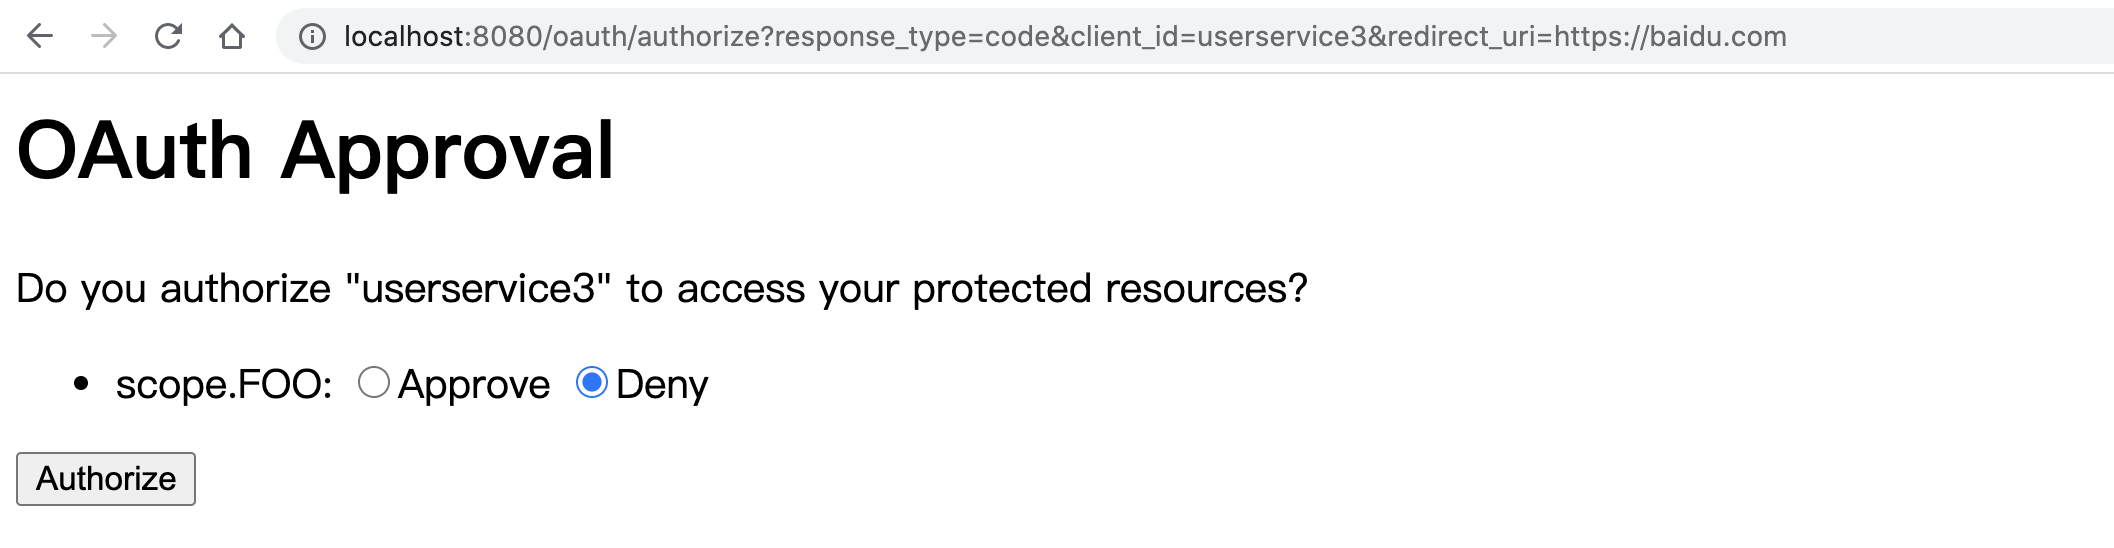 localhost:8080/oauth/authorize?response_type=code&client_id=userservice3&redirect_uri=https://baidu.com
OAuth Approval
Do you authorize "userservice3" to access your protected resources?
• scope.FOO: Approve Deny
Authorize